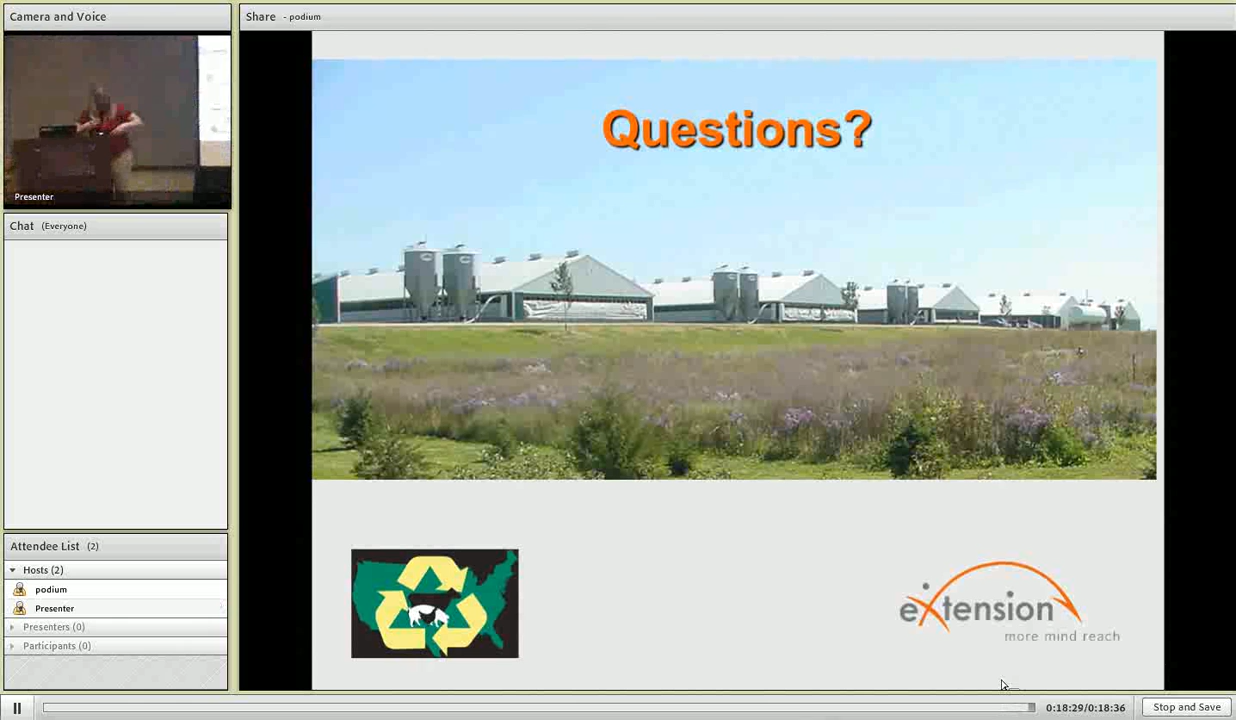 Camera and Voice
Presenter
Chat (Everyone)
Attendee List (2)
Hosts (2)
podium
Presenter
Presenters (0)
Participants (0)
Share - podium
Questions?
eXtension
more mind reach
0:18:29/0:18:36
Stop and Save